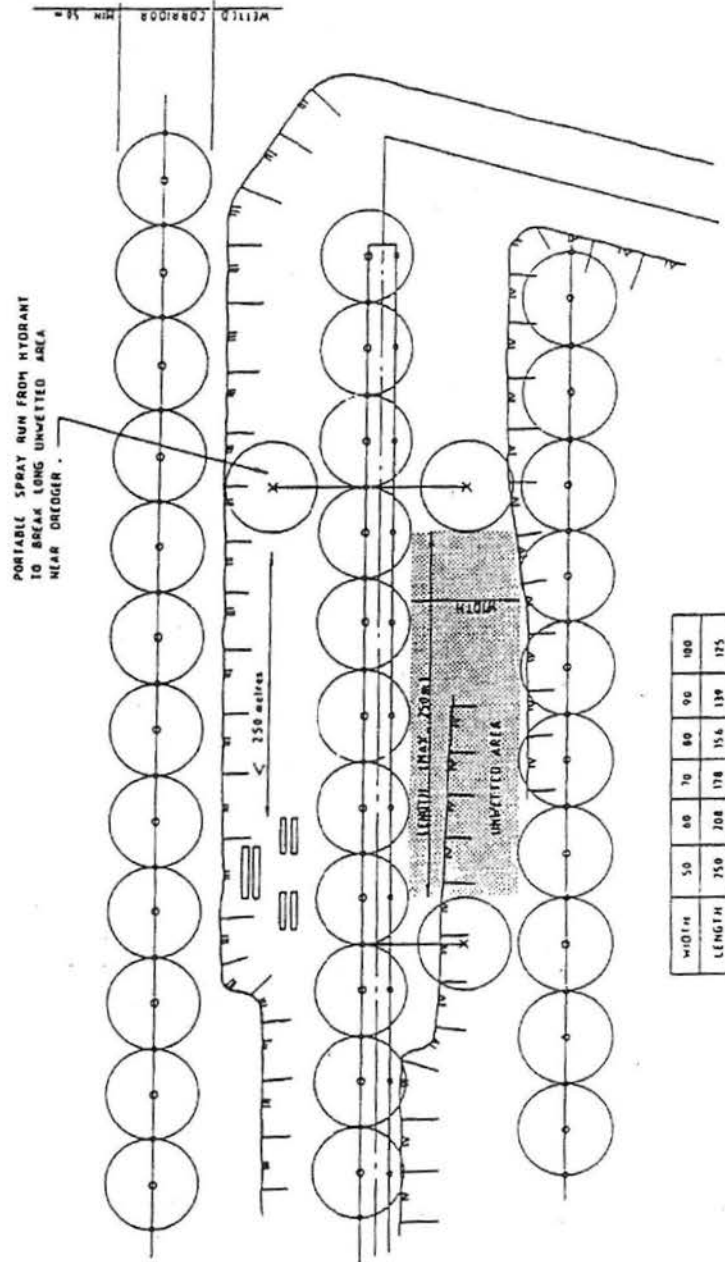 WETTED CORRIDOR MIN 50 m
PORTABLE SPRAY RUN FROM HYDRANT
TO BREAK LONG UNWETTED AREA
NEAR DREDGER .
< 250 metres
WIDTH
LENGTH (MAX. 250m)
UNWETTED AREA
WIDTH 50 60 70 80 90 100
LENGTH 250 208 178 156 139 125